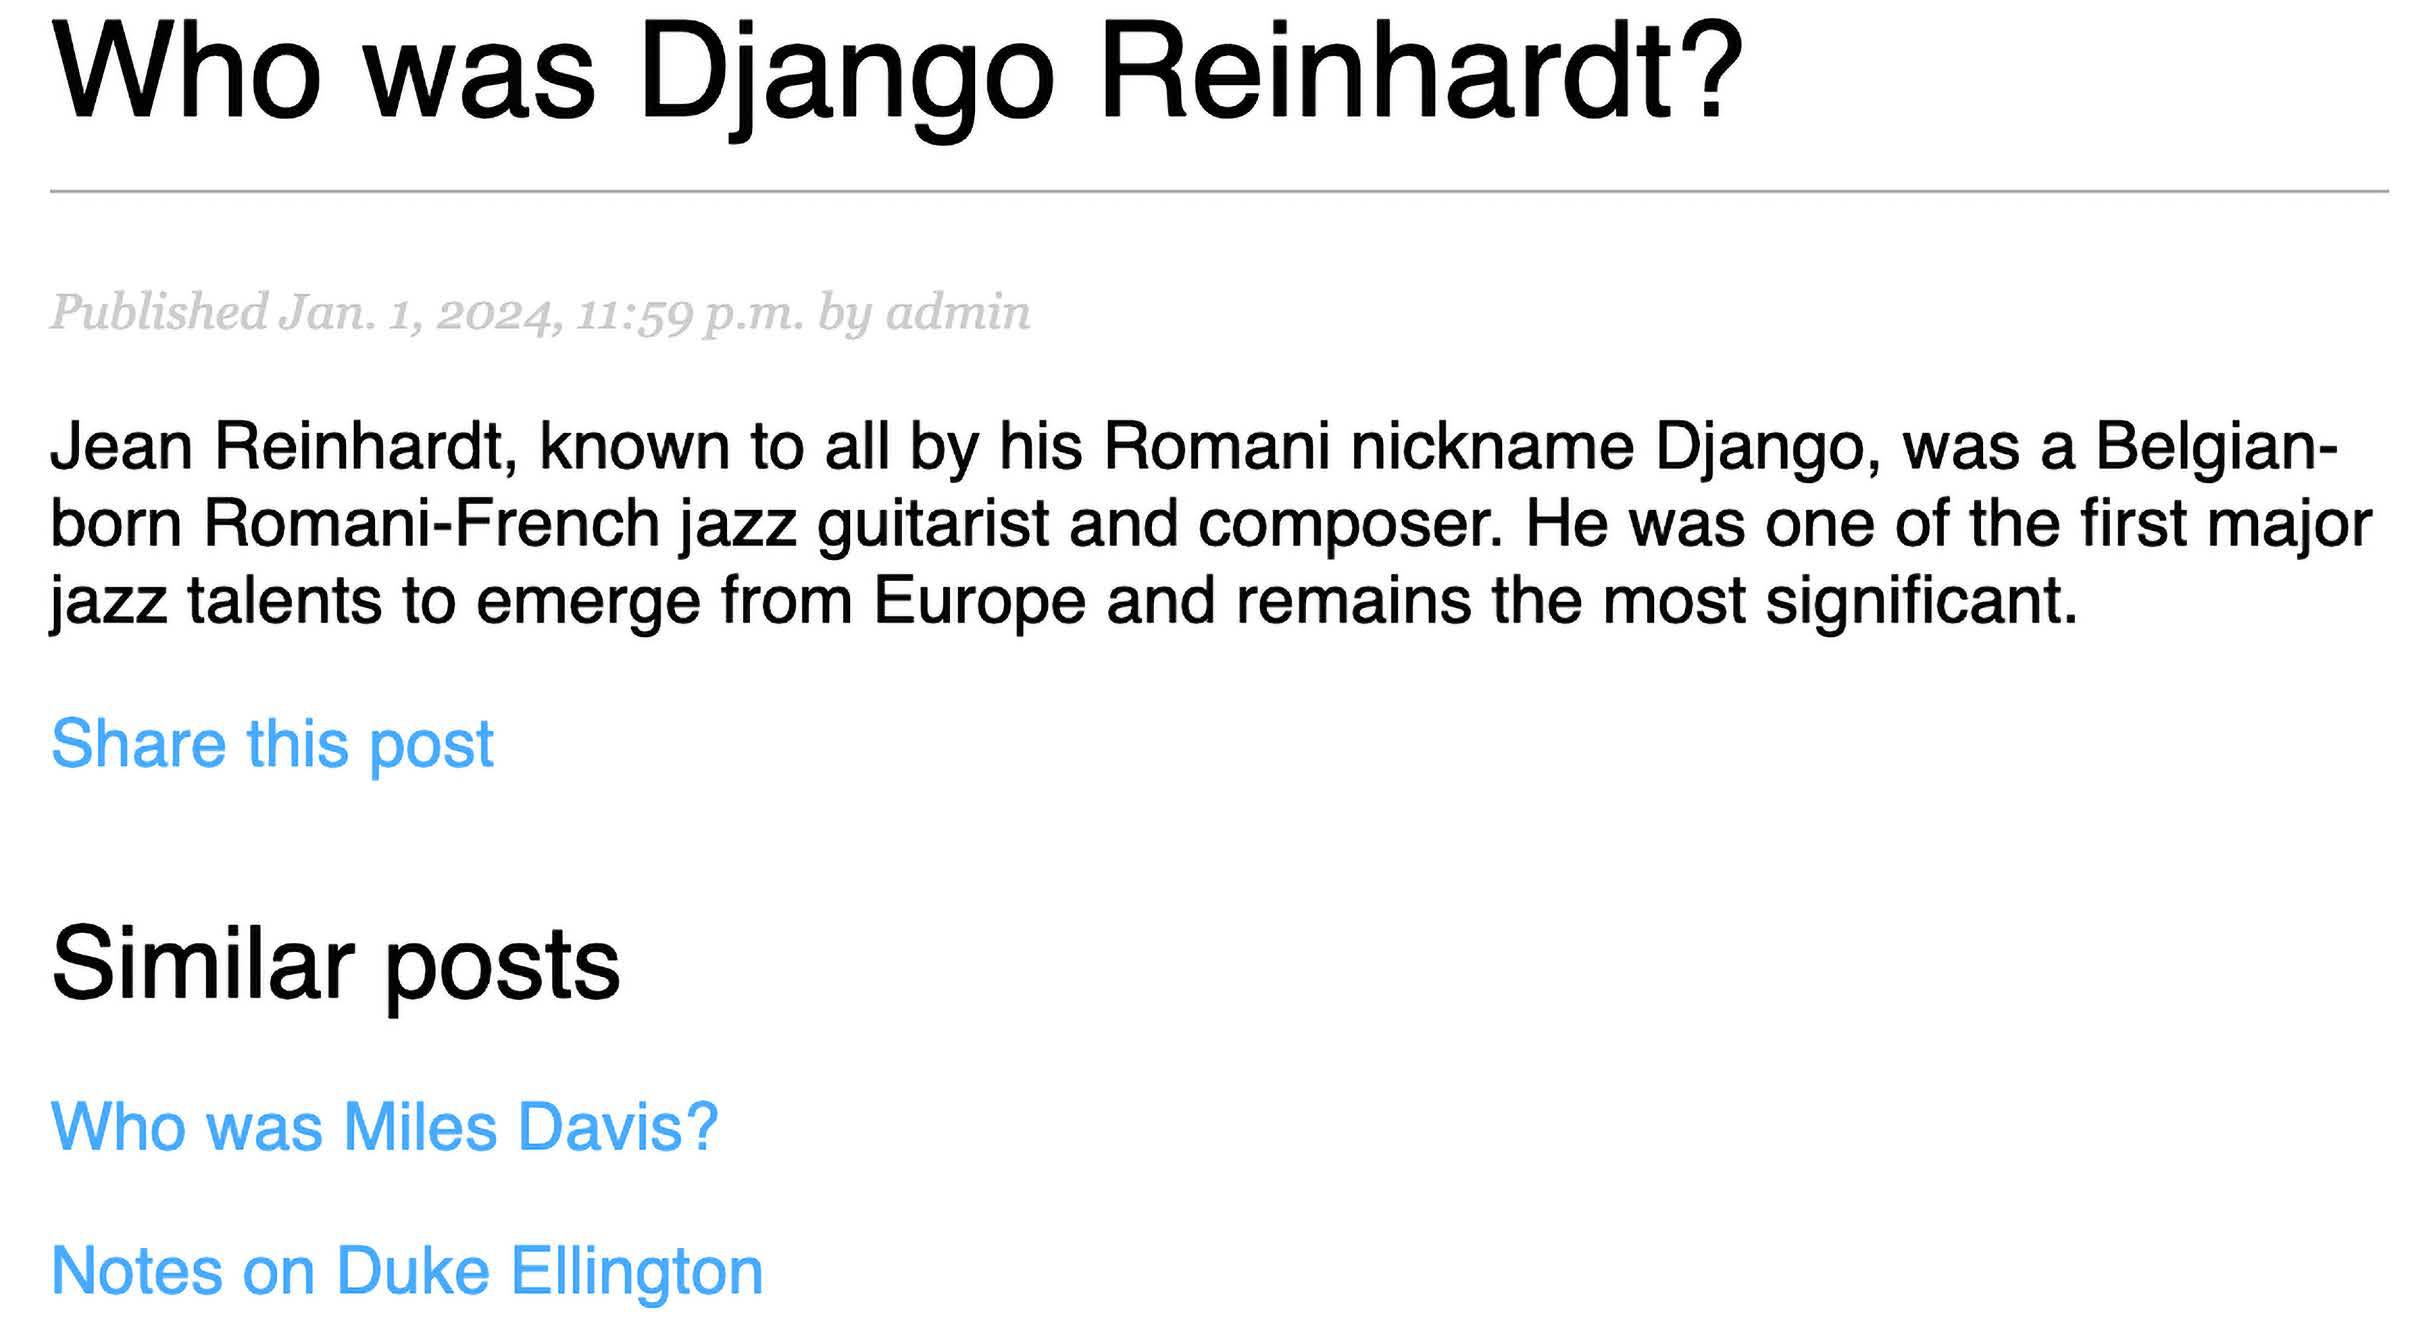 Who was Django Reinhardt?
Published Jan. 1, 2024, 11:59 p.m. by admin
Jean Reinhardt, known to all by his Romani nickname Django, was a Belgian-
born Romani-French jazz guitarist and composer. He was one of the first major
jazz talents to emerge from Europe and remains the most significant.
Share this post
Similar posts
Who was Miles Davis?
Notes on Duke Ellington